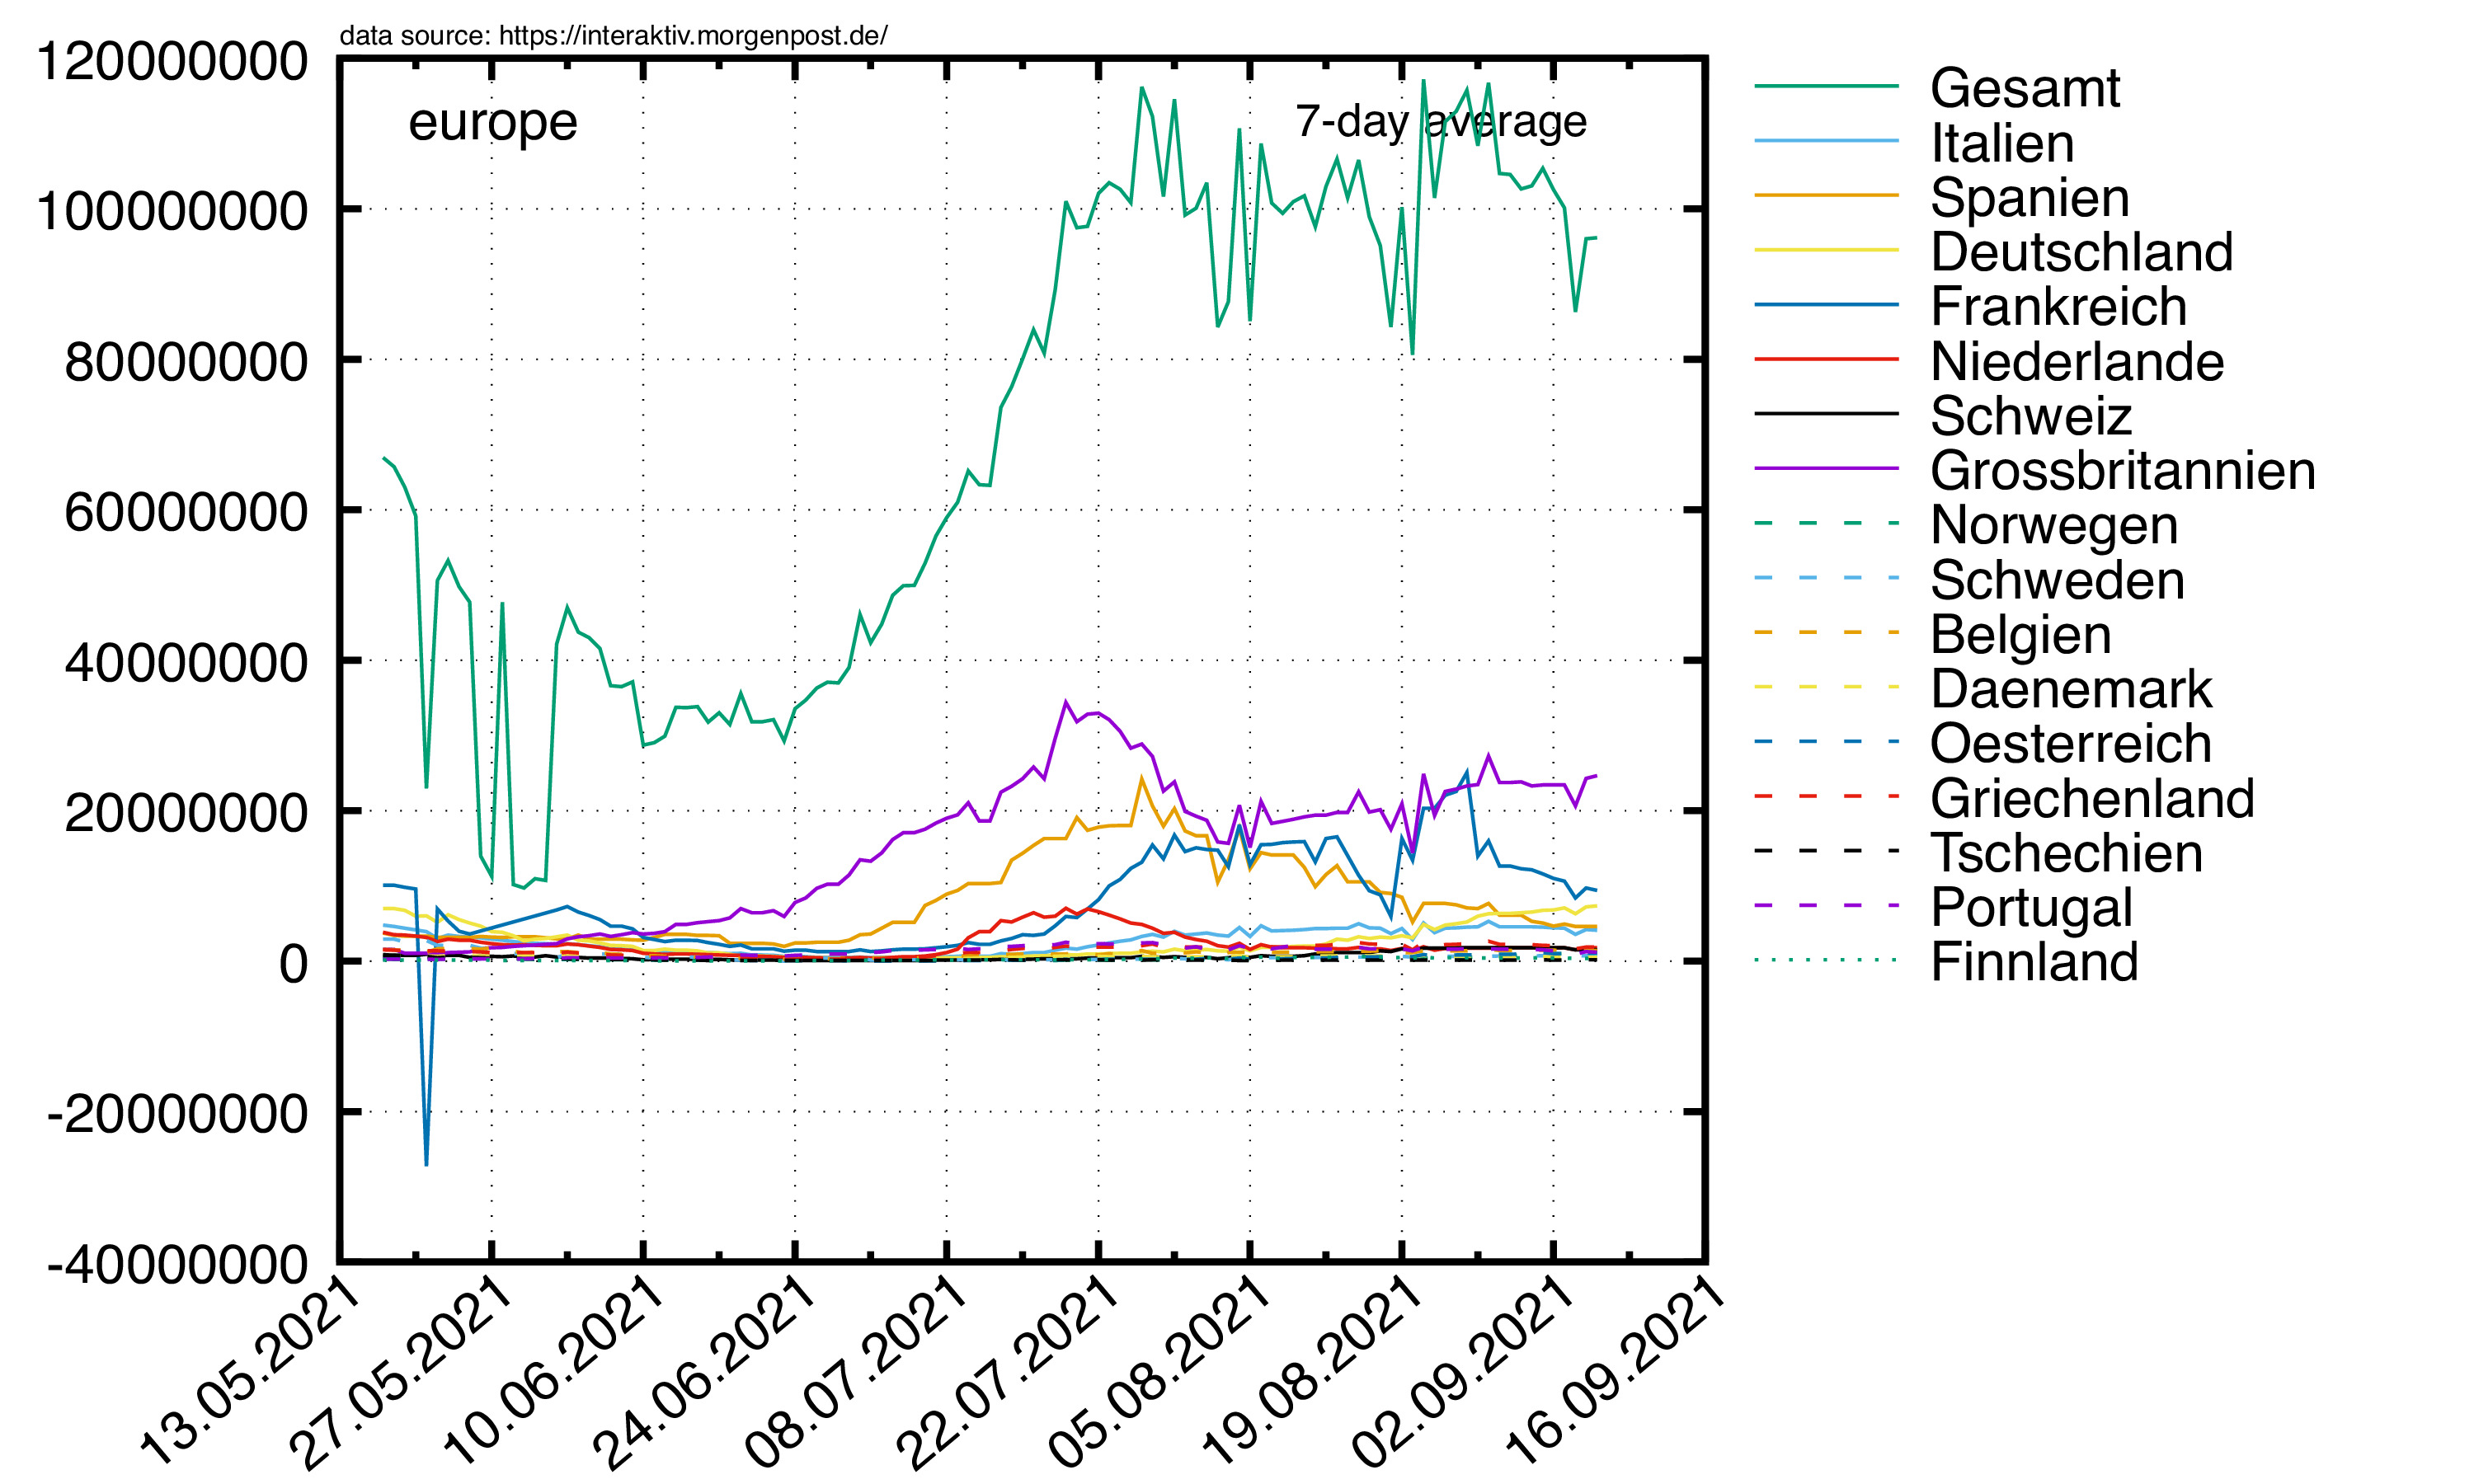 data source: https://interaktiv.morgenpost.de/
europe
7-day average
120000000
100000000
80000000
60000000
40000000
20000000
0
-20000000
-40000000
13.05.2021
27.05.2021
10.06.2021
24.06.2021
08.07.2021
22.07.2021
05.08.2021
19.08.2021
02.09.2021
16.09.2021
Gesamt
Italien
Spanien
Deutschland
Frankreich
Niederlande
Schweiz
Grossbritannien
Norwegen
Schweden
Belgien
Daenemark
Oesterreich
Griechenland
Tschechien
Portugal
Finnland